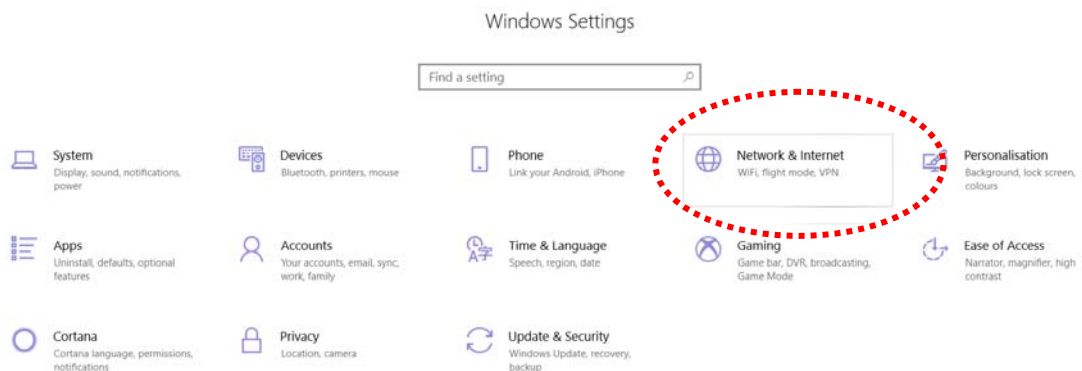 Windows Settings
Find a setting
System
Display, sound, notifications,
power
Devices
Bluetooth, printers, mouse
Phone
Link your Android, iPhone
Network & Internet
WiFi, flight mode, VPN
Personalisation
Background, lock screen,
colours
Apps
Uninstall, defaults, optional
features
Accounts
Your accounts, email, sync,
work, family
Time & Language
Speech, region, date
Gaming
Game bar, DVR, broadcasting,
Game Mode
Ease of Access
Narrator, magnifier, high
contrast
Cortana
Cortana language, permissions,
notifications
Privacy
Location, camera
Update & Security
Windows Update, recovery,
backup